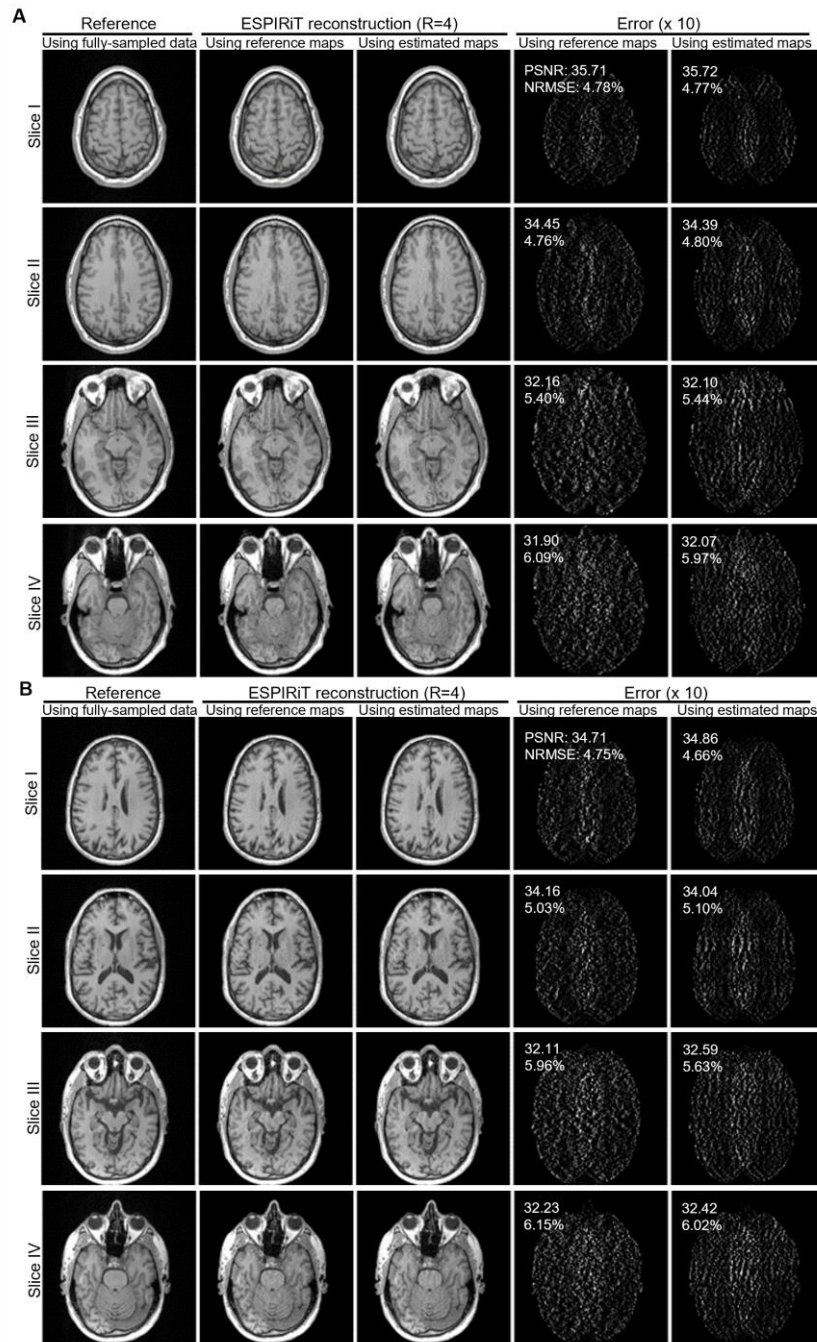 A
Reference
ESPIRiT reconstruction (R=4)
Error (x 10)
Using fully-sampled data
Using reference maps
Using estimated maps
Using reference maps
Using estimated maps
Slice I
PSNR: 35.71
NRMSE: 4.78%
35.72
4.77%
Slice II
34.45
4.76%
34.39
4.80%
Slice III
32.16
5.40%
32.10
5.44%
Slice IV
31.90
6.09%
32.07
5.97%
B
Reference
ESPIRiT reconstruction (R=4)
Error (x 10)
Using fully-sampled data
Using reference maps
Using estimated maps
Using reference maps
Using estimated maps
Slice I
PSNR: 34.71
NRMSE: 4.75%
34.86
4.66%
Slice II
34.16
5.03%
34.04
5.10%
Slice III
32.11
5.96%
32.59
5.63%
Slice IV
32.23
6.15%
32.42
6.02%